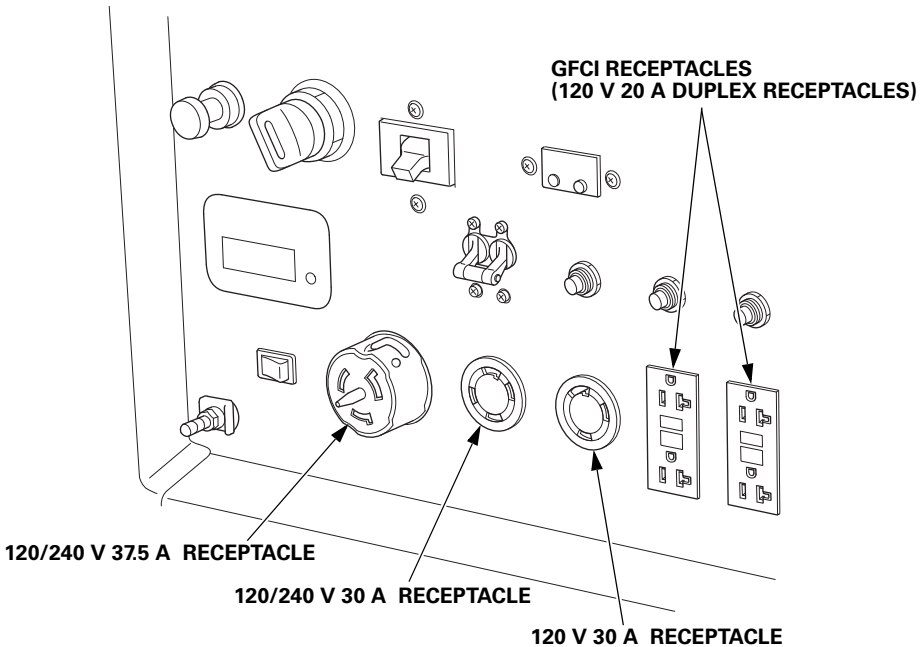 GFCI RECEPTACLES
(120 V 20 A DUPLEX RECEPTACLES)
120/240 V 37.5 A RECEPTACLE
120/240 V 30 A RECEPTACLE
120 V 30 A RECEPTACLE